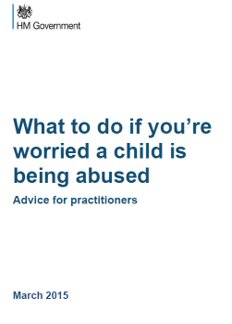 HM Government
What to do if you're
worried a child is
being abused
Advice for practitioners
March 2015